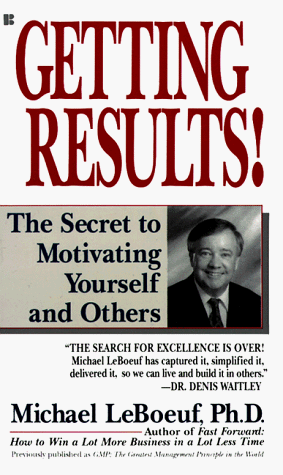 GETTING
RESULTS!
The Secret to
Motivating
Yourself
and Others
"THE SEARCH FOR EXCELLENCE IS OVER!
Michael LeBoeuf has captured it, simplified it,
delivered it, so we can live and build it in others."
—DR. DENIS WAITLEY
Michael LeBoeuf, Ph.D.
Author of Fast Forward:
How to Win a Lot More Business in a Lot Less Time
Previously published as GMP: The Greatest Management Principle in the World